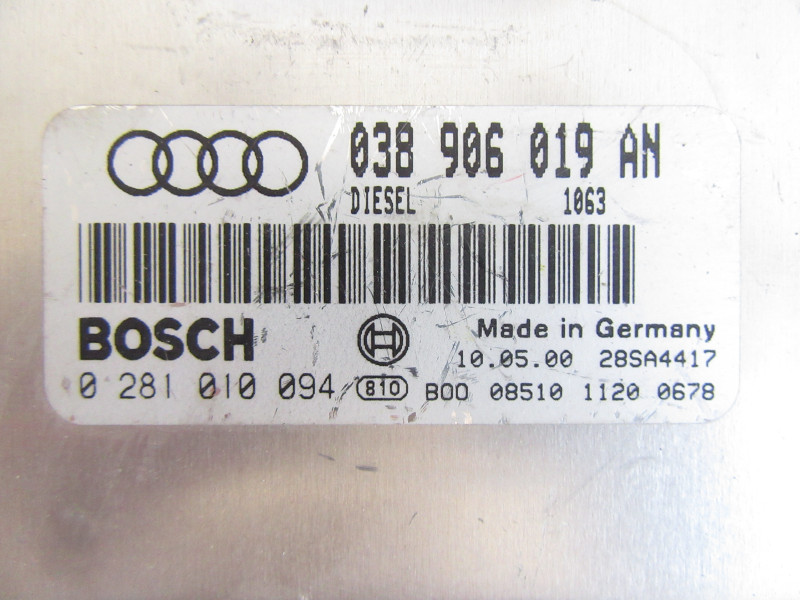 038 906 019 AN
DIESEL 1063
BOSCH
Made in Germany
10.05.00 28SA4417
0 281 010 094 810 B00 08510 1120 0678